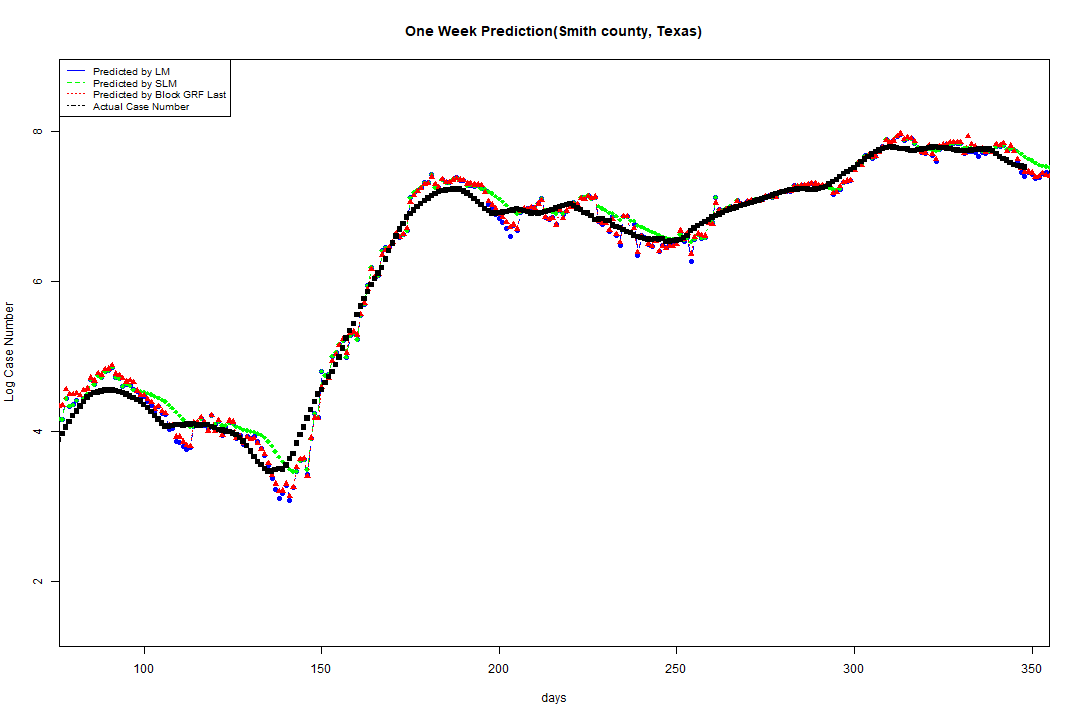 One Week Prediction(Smith county, Texas)
Predicted by LM
Predicted by SLM
Predicted by Block GRF Last
Actual Case Number
8
6
4
2
Log Case Number
100 150 200 250 300 350
days